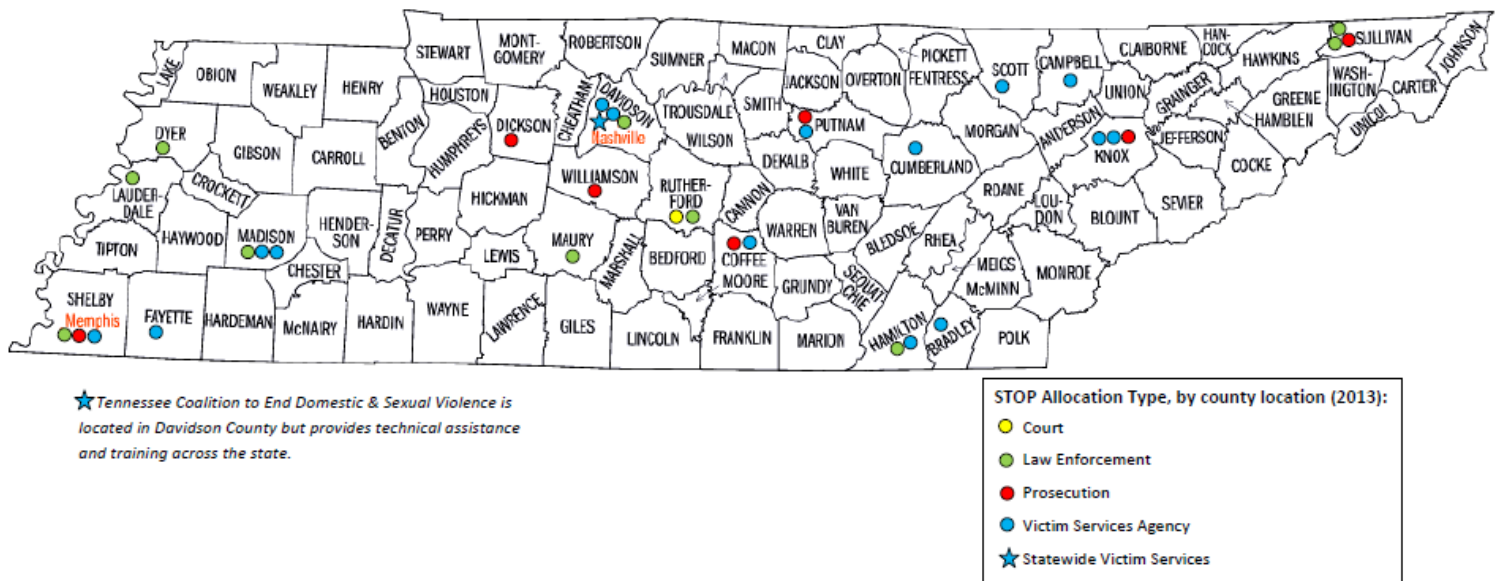 LAKE
OBION
WEAKLEY
HENRY
STEWART
MONT-
GOMERY
ROBERTSON
SUMNER
MACON
CLAY
PICKETT
FENTRESS
SCOTT
CAMPBELL
CLAIBORNE
HAN-
COCK
HAWKINS
SULLIVAN
JOHNSON
DYER
GIBSON
CARROLL
BENTON
HOUSTON
HUMPHREYS
DICKSON
CHEATHAM
DAVIDSON
Nashville
TROUSDALE
WILSON
SMITH
JACKSON
OVERTON
PUTNAM
MORGAN
ANDERSON
UNION
GRAINGER
HAMBLEN
GREENE
WASH-
INGTON
CARTER
UNICOI
LAUDER-
DALE
CROCKETT
HAYWOOD
MADISON
HENDER-
SON
DECATUR
PERRY
HICKMAN
WILLIAMSON
RUTHER-
FORD
CANNON
DEKALB
WHITE
CUMBERLAND
ROANE
LOU-
DON
KNOX
JEFFERSON
SEVIER
COCKE
BLOUNT
TIPTON
CHESTER
LEWIS
MAURY
MARSHALL
BEDFORD
COFFEE
MOORE
WARREN
VAN
BUREN
BLEDSOE
RHEA
MEIGS
McMINN
MONROE
SHELBY
Memphis
FAYETTE
HARDEMAN
McNAIRY
HARDIN
WAYNE
LAWRENCE
GILES
LINCOLN
FRANKLIN
GRUNDY
MARION
SEQUAT-
CHIE
HAMILTON
BRADLEY
POLK
Tennessee Coalition to End Domestic & Sexual Violence is
located in Davidson County but provides technical assistance
and training across the state.
STOP Allocation Type, by county location (2013):
Court
Law Enforcement
Prosecution
Victim Services Agency
Statewide Victim Services